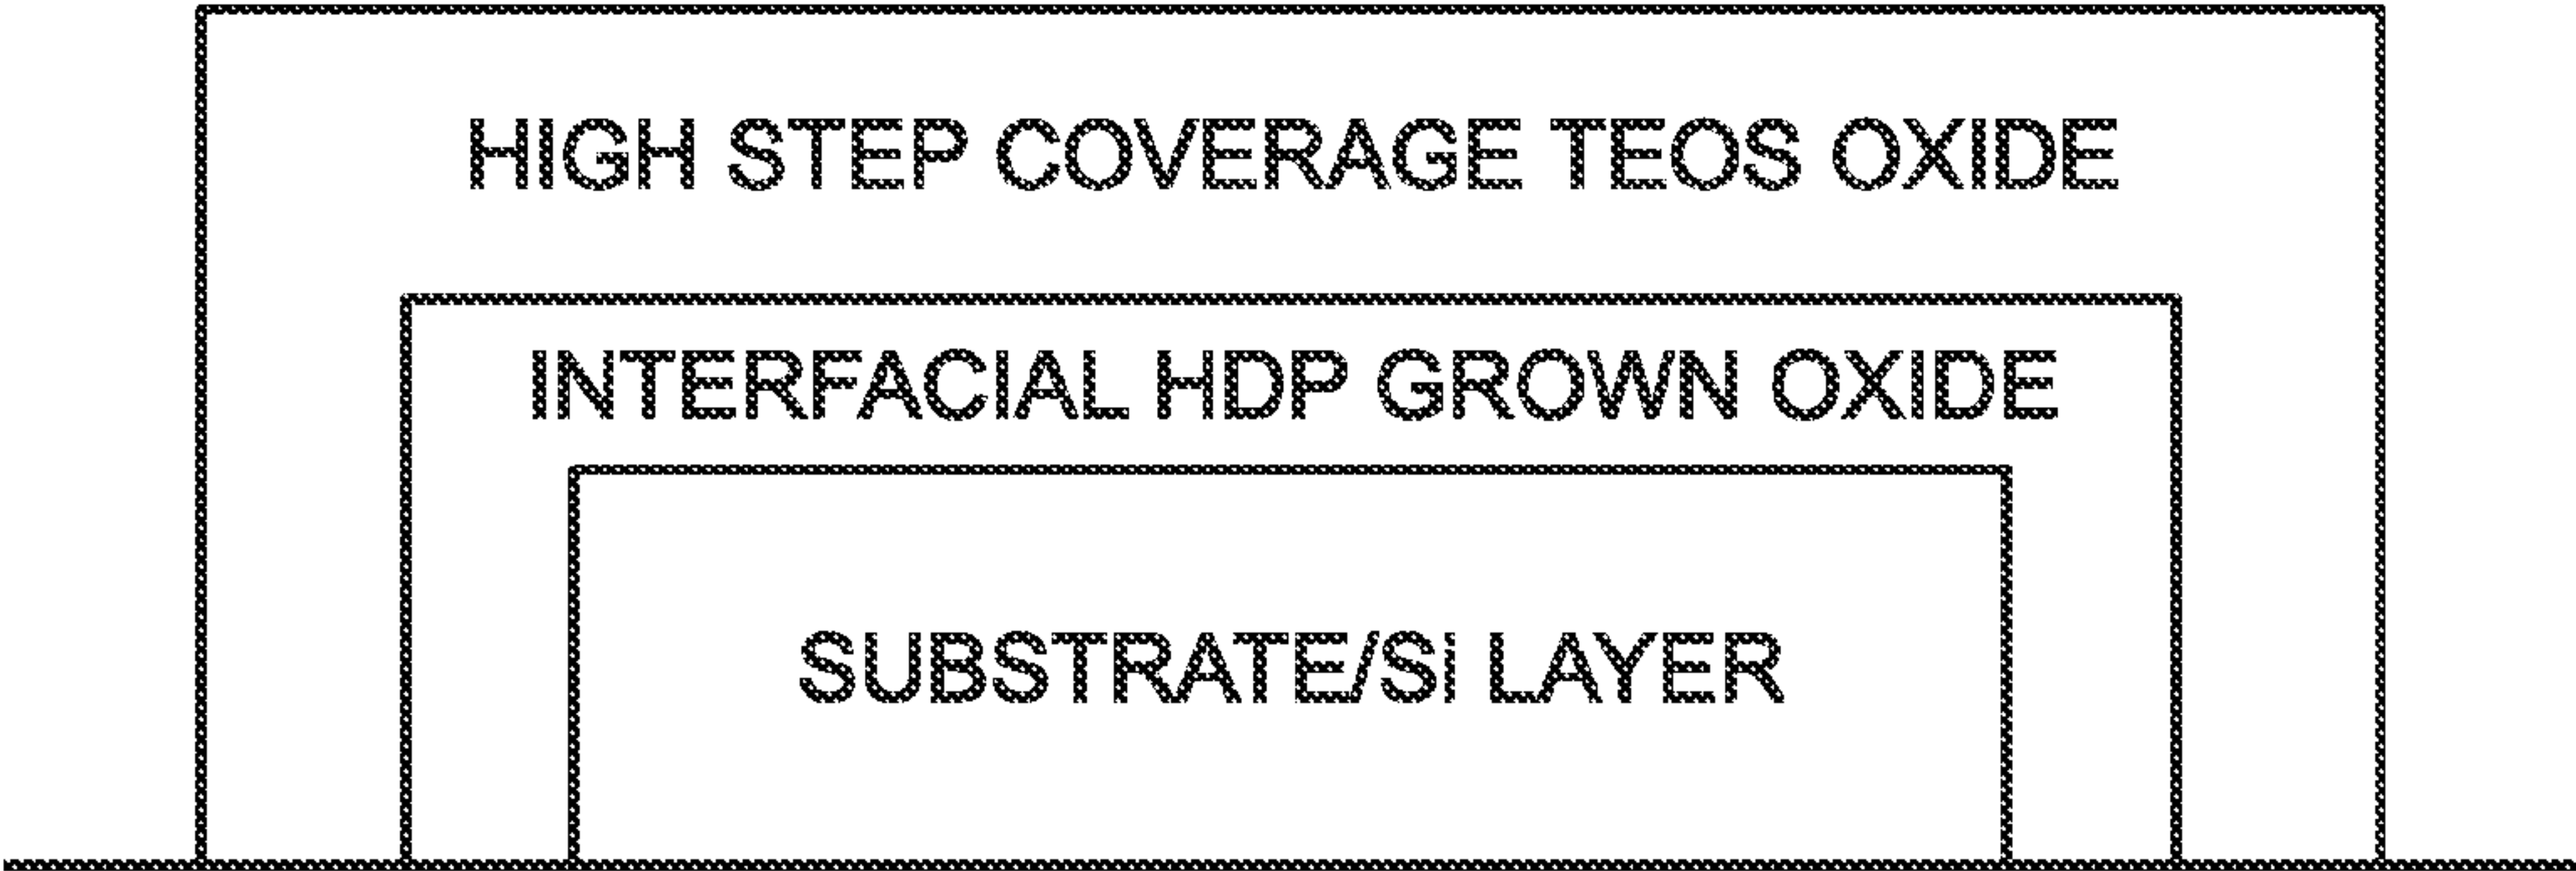 HIGH STEP COVERAGE TEOS OXIDE
INTERFACIAL HDP GROWN OXIDE
SUBSTRATE/Si LAYER